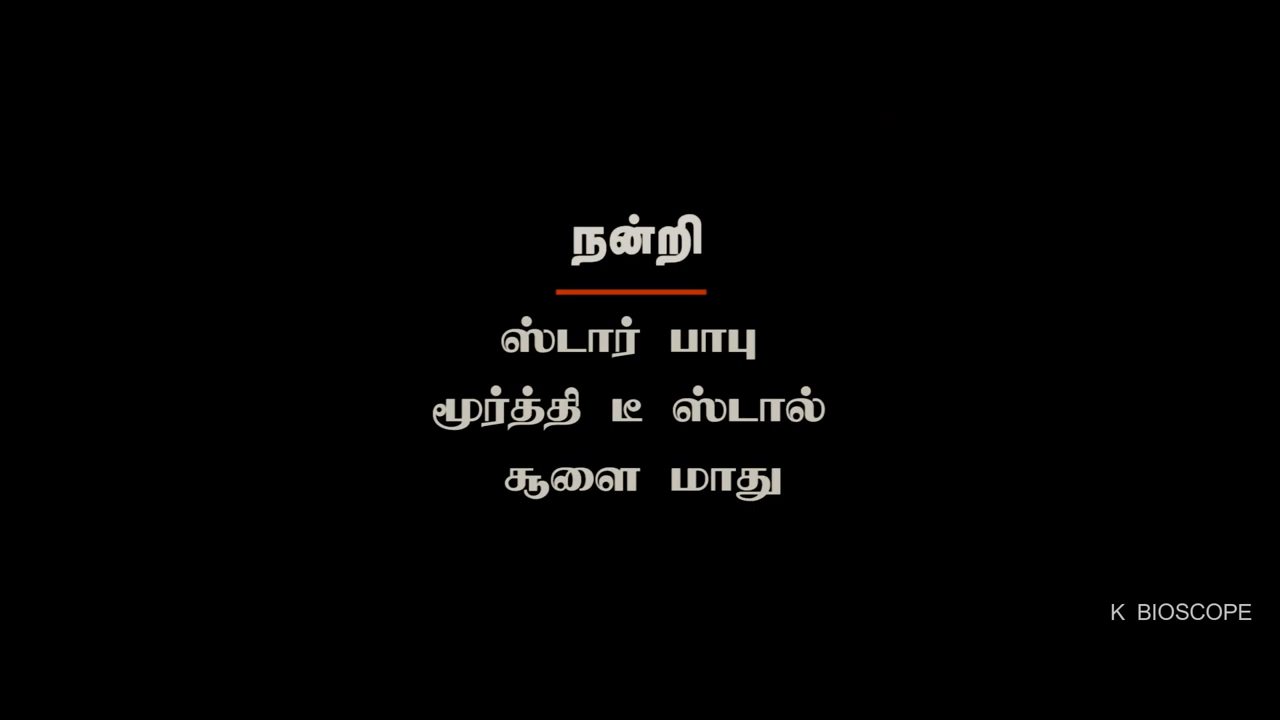 நன்றி
ஸ்டார் பாபு
மூர்த்தி டீ ஸ்டால்
சூளை மாது
K BIOSCOPE